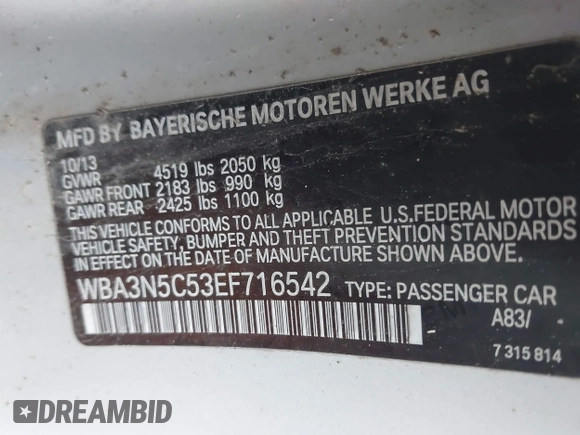 MFD BY BAYERISCHE MOTOREN WERKE AG
10/13
GVWR 4519 lbs 2050 kg
GAWR FRONT 2183 lbs 990 kg
GAWR REAR 2425 lbs 1100 kg
THIS VEHICLE CONFORMS TO ALL APPLICABLE U.S.FEDERAL MOTOR
VEHICLE SAFETY, BUMPER AND THEFT PREVENTION STANDARDS
IN EFFECT ON THE DATE OF MANUFACTURE SHOWN ABOVE.
WBA3N5C53EF716542 TYPE: PASSENGER CAR
A83/ -
7 315 814
DREAMBID